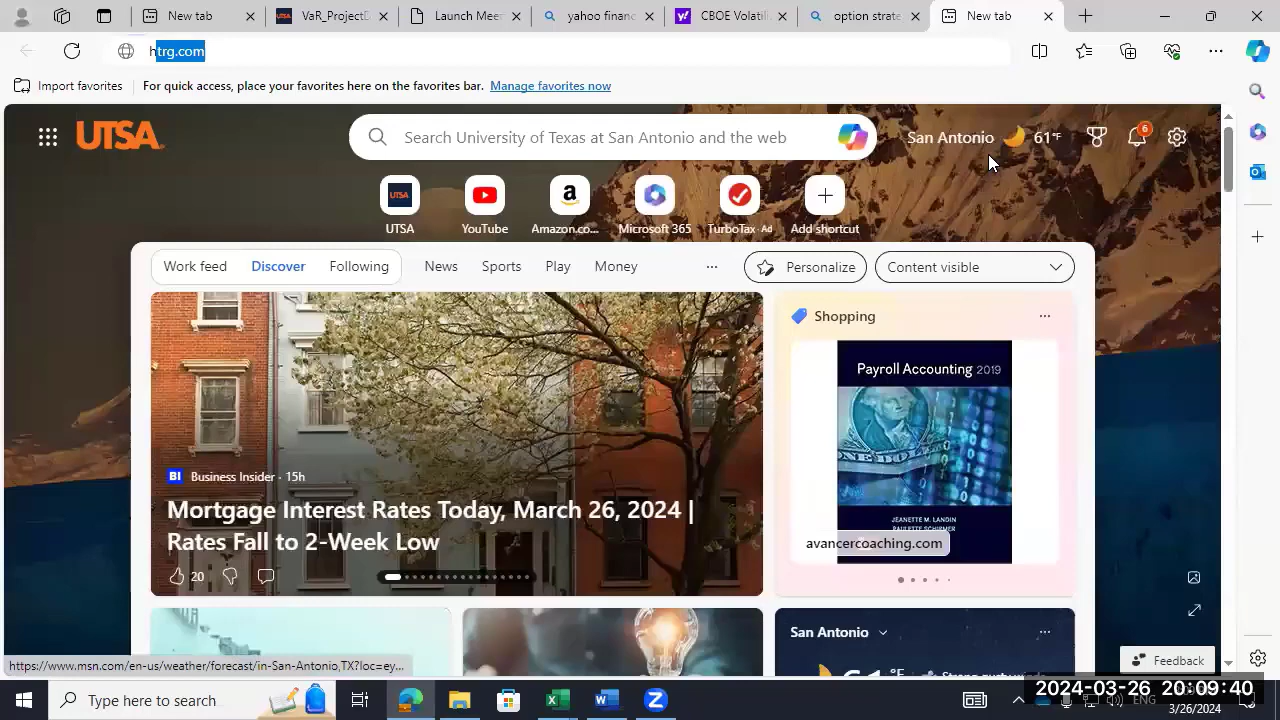 New tab
VaR_ProjectD
Launch Meer
yahoo financ
CBOE Volatili
option strate
New tab
htrg.com
Import favorites
For quick access, place your favorites here on the favorites bar. Manage favorites now
UTSA
Search University of Texas at San Antonio and the web
San Antonio
61°F
6
UTSA
YouTube
Amazon.co...
Microsoft 365
TurboTax · Ad
Add shortcut
Work feed
Discover
Following
News
Sports
Play
Money
Personalize
Content visible
Shopping
Payroll Accounting 2019
JEANETTE M. LANDIN
PAULETTE SCHIRMER
avancercoaching.com
BI Business Insider · 15h
Mortgage Interest Rates Today, March 26, 2024 |
Rates Fall to 2-Week Low
20
San Antonio
°F
https://www.msn.com/en-us/weather/forecast/in-San-Antonio,TX?loc=ey...
Feedback
Type here to search
ENG
2024-03-26 20:09:40
3/26/2024